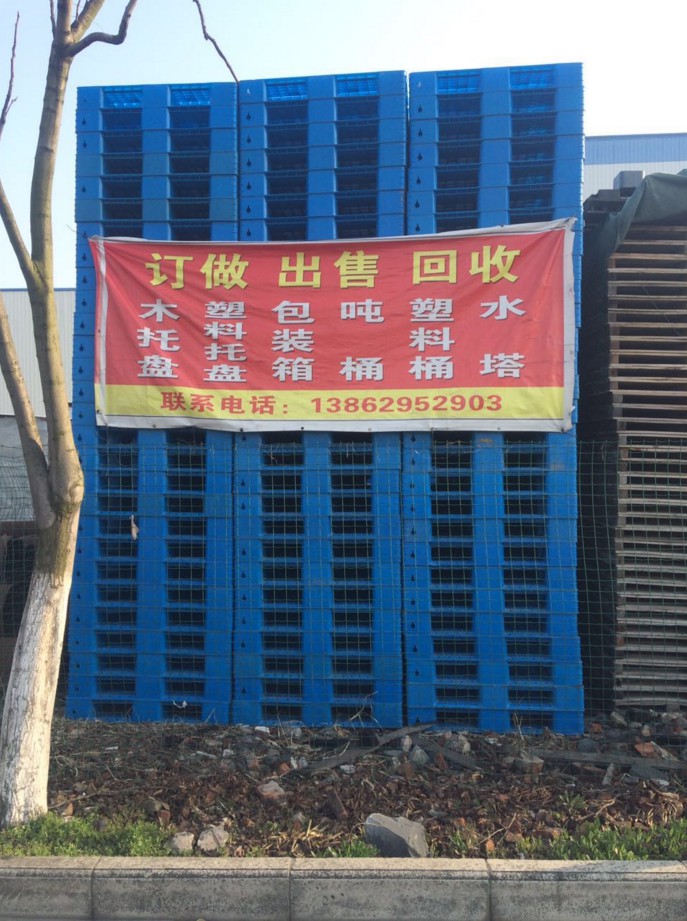 订做 出售 回收
木托盘 塑料托盘 包装箱 吨桶 塑料桶 水塔
联系电话：13862952903